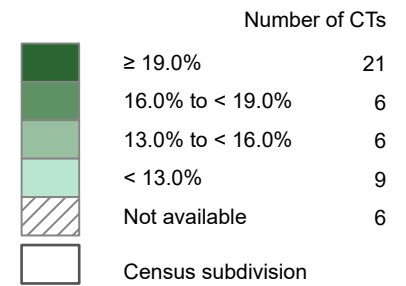 Number of CTs
≥ 19.0% 21
16.0% to < 19.0% 6
13.0% to < 16.0% 6
< 13.0% 9
Not available 6
Census subdivision